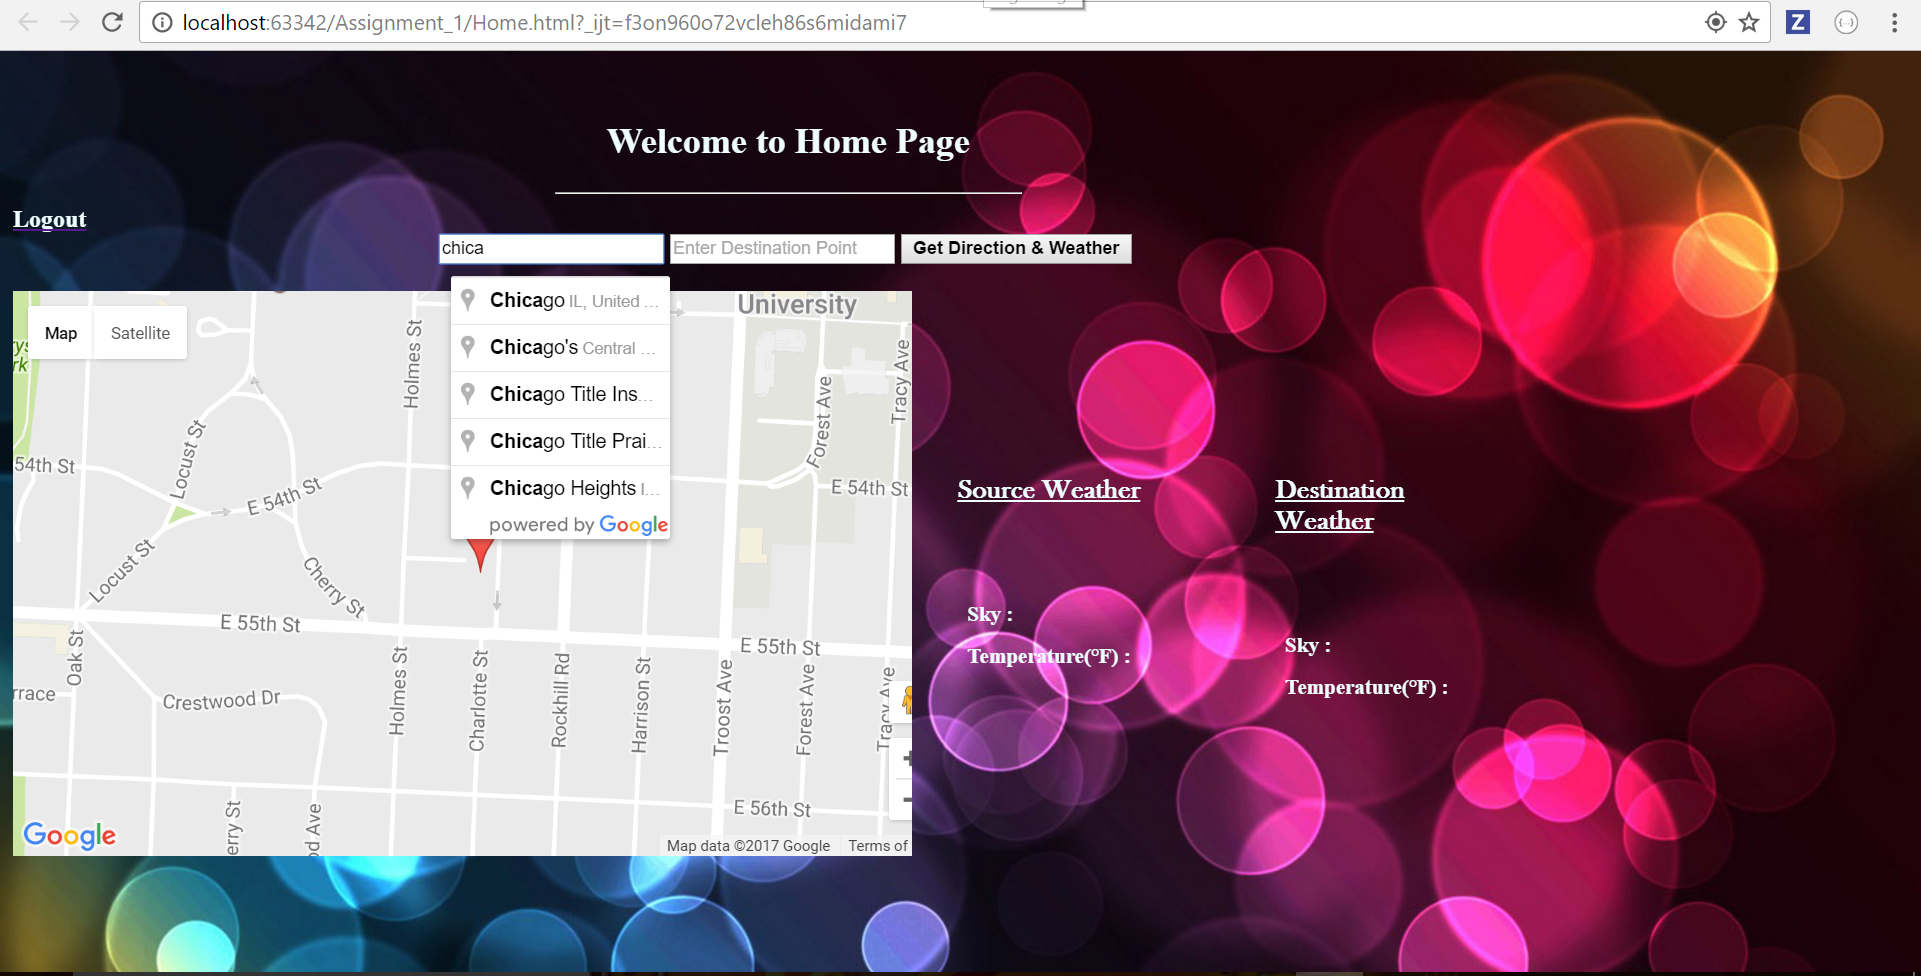 localhost:63342/Assignment_1/Home.html?_ijt=f3on960o72vcleh86s6midami7
Z
Welcome to Home Page
Logout
chica
Enter Destination Point
Get Direction & Weather
Chicago IL, United ...
Chicago's Central ...
Chicago Title Ins...
Chicago Title Prai...
Chicago Heights I...
powered by Google
Map
Satellite
University
Holmes St
Locust St
54th St
E 54th St
Forest Ave
Tracy Ave
E 54th St
Locust St
Cherry St
E 55th St
E 55th St
Oak St
rrace
Crestwood Dr
Holmes St
Charlotte St
Rockhill Rd
Harrison St
Troost Ave
Forest Ave
Tracy Ave
E 56th St
erry St
od Ave
Google
Map data ©2017 Google
Terms of
Source Weather
Sky :
Temperature(°F) :
Destination
Weather
Sky :
Temperature(°F) :